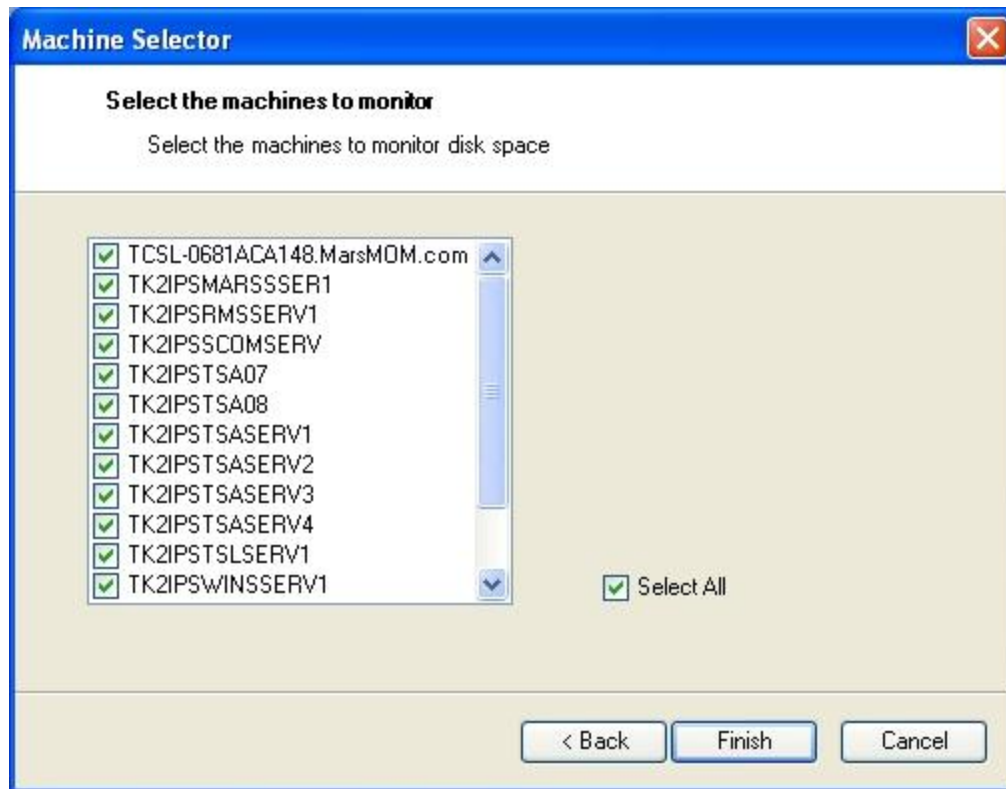 Machine Selector
Select the machines to monitor
Select the machines to monitor disk space
TCSL-0681ACA148.MarsMOM.com
TK2IPSMARSSSER1
TK2IPSRMSSERV1
TK2IPSSCOMSERV
TK2IPSTSA07
TK2IPSTSA08
TK2IPSTSASERV1
TK2IPSTSASERV2
TK2IPSTSASERV3
TK2IPSTSASERV4
TK2IPSTSLSERV1
TK2IPSWINSSERV1
Select All
< Back
Finish
Cancel